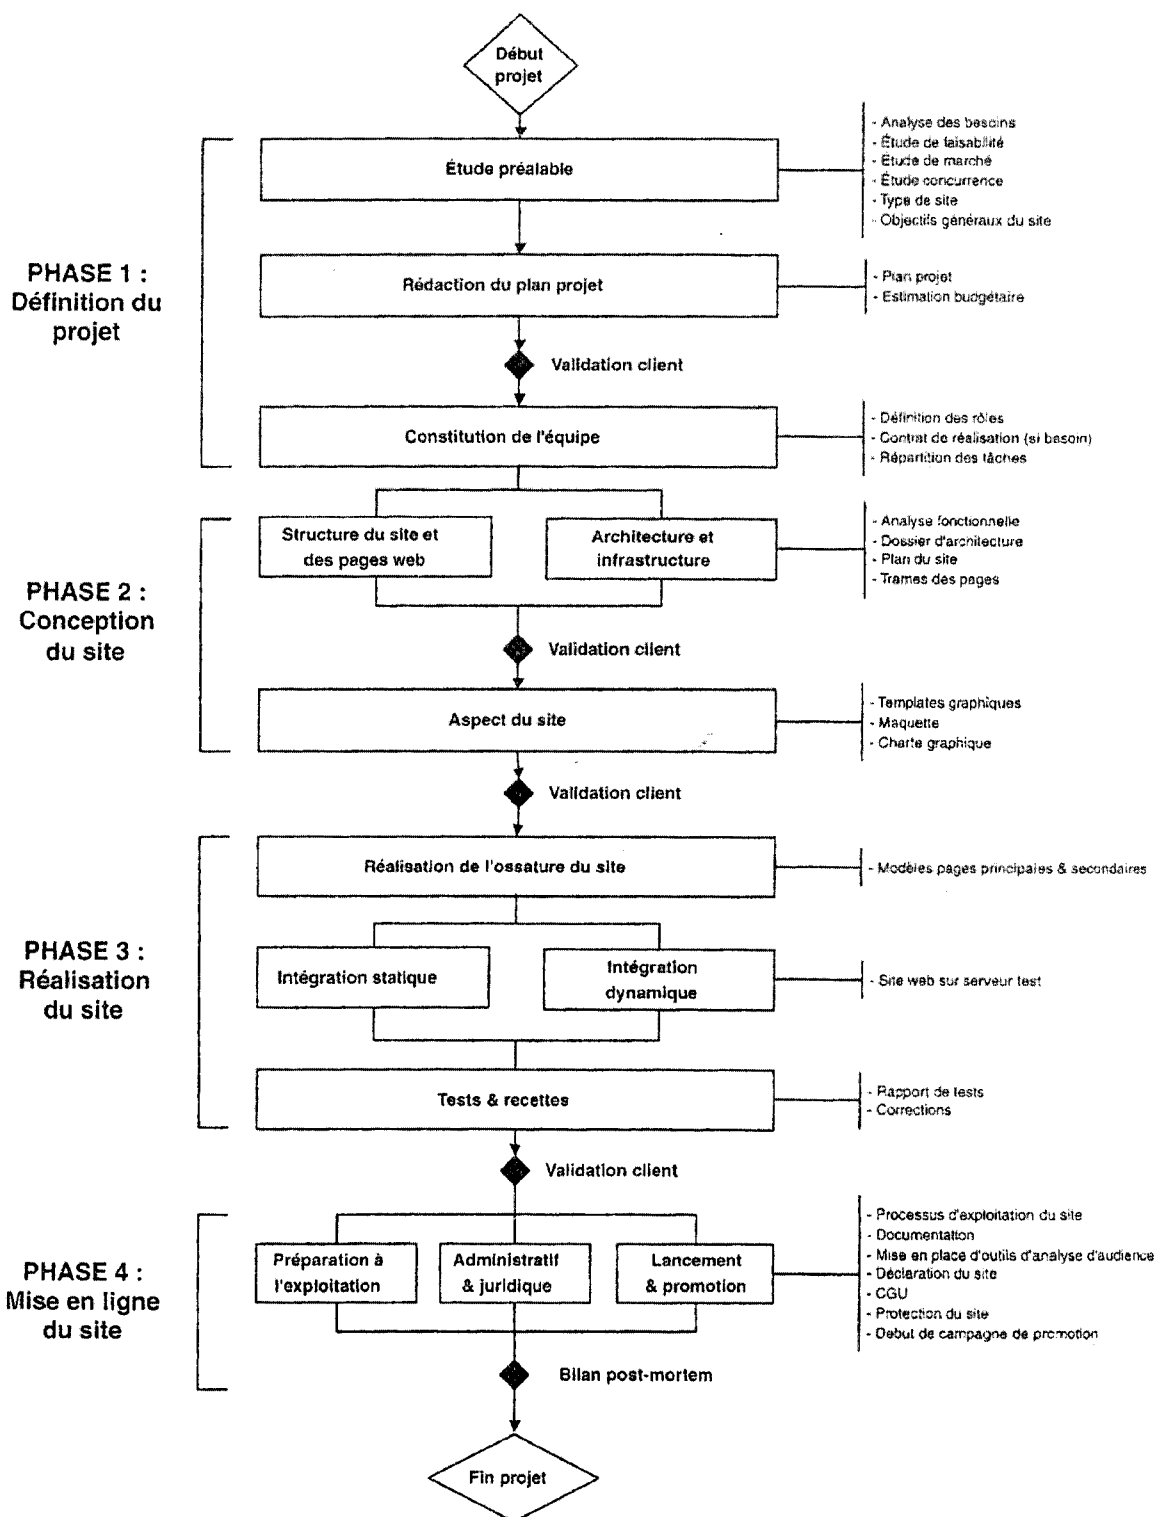 Début
projet
Étude préalable
- Analyse des besoins
- Étude de faisabilité
- Étude de marché
- Étude concurrence
- Type de site
- Objectifs généraux du site
PHASE 1 :
Définition du
projet
Rédaction du plan projet
- Plan projet
- Estimation budgétaire
Validation client
Constitution de l'équipe
- Définition des rôles
- Contrat de réalisation (si besoin)
- Répartition des tâches
PHASE 2 :
Conception
du site
Structure du site et
des pages web
Architecture et
infrastructure
- Analyse fonctionnelle
- Dossier d'architecture
- Plan du site
- Trames des pages
Validation client
Aspect du site
- Templates graphiques
- Maquette
- Charte graphique
Validation client
PHASE 3 :
Réalisation
du site
Réalisation de l'ossature du site
- Modèles pages principales & secondaires
Intégration statique
Intégration
dynamique
- Site web sur serveur test
Tests & recettes
- Rapport de tests
- Corrections
Validation client
PHASE 4 :
Mise en ligne
du site
Préparation à
l'exploitation
Administratif
& juridique
Lancement
& promotion
- Processus d'exploitation du site
- Documentation
- Mise en place d'outils d'analyse d'audience
- Déclaration du site
- CGU
- Protection du site
- Debut de campagne de promotion
Bilan post-mortem
Fin projet